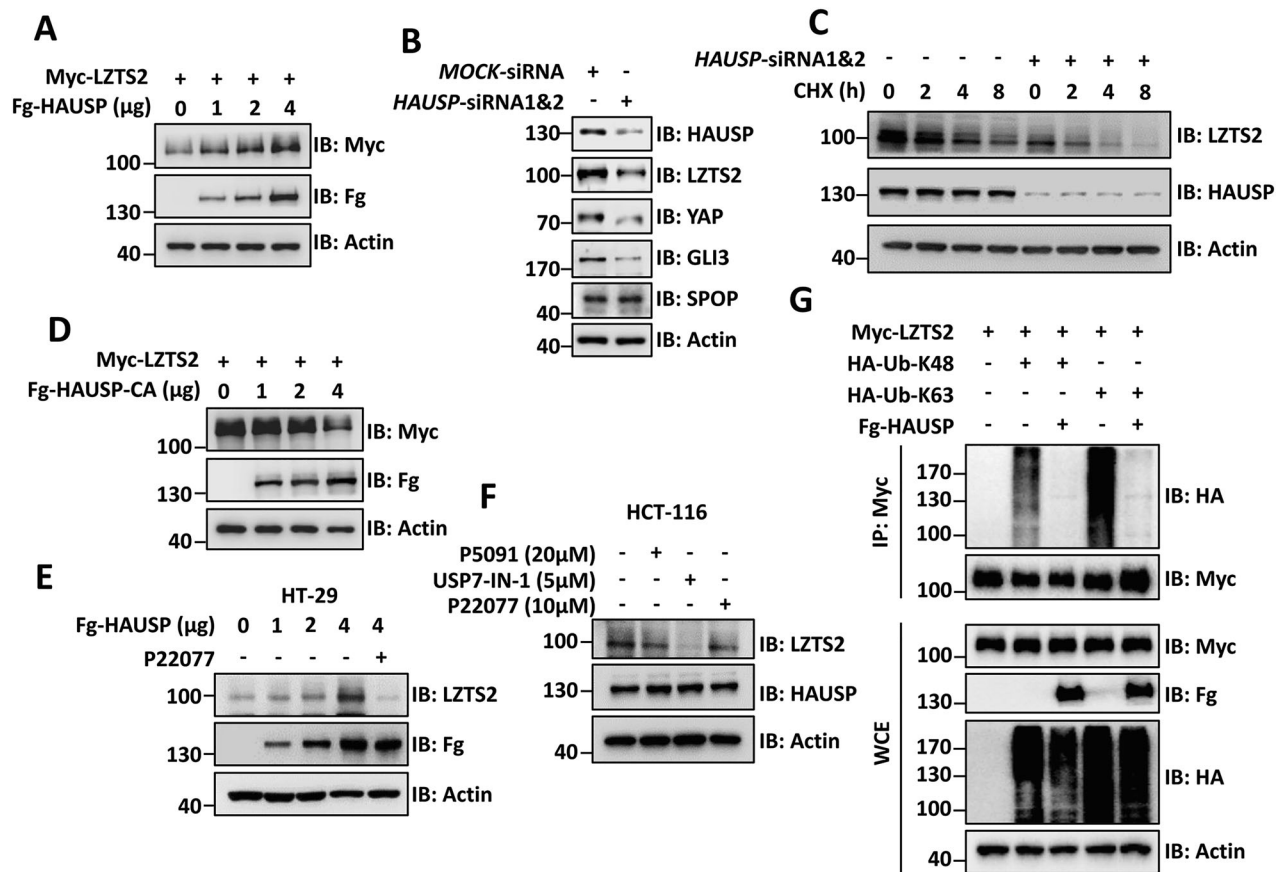 A
Myc-LZTS2 + + + +
Fg-HAUSP (µg) 0 1 2 4
IB: Myc
100
IB: Fg
130
IB: Actin
40
B
MOCK-siRNA + -
HAUSP-siRNA1&2 - +
130 IB: HAUSP
100 IB: LZTS2
70 IB: YAP
IB: GLI3
170
IB: SPOP
40
40 IB: Actin
C
HAUSP-siRNA1&2 - - - - + + + +
CHX (h) 0 2 4 8 0 2 4 8
100 IB: LZTS2
130 IB: HAUSP
IB: Actin
40
D
Myc-LZTS2 + + + +
Fg-HAUSP-CA (µg) 0 1 2 4
IB: Myc
100
IB: Fg
130
IB: Actin
40
E
HT-29
Fg-HAUSP (µg) 0 1 2 4 4
P22077 - - - - +
100 IB: LZTS2
IB: Fg
130
IB: Actin
40
F
HCT-116
P5091 (20µM) - + - -
USP7-IN-1 (5µM) - - + -
P22077 (10µM) - - - +
100 IB: LZTS2
130 IB: HAUSP
IB: Actin
40
G
Myc-LZTS2 + + + + +
HA-Ub-K48 - + + - -
HA-Ub-K63 - - - + +
Fg-HAUSP - - + - +
IP: Myc
170
130 IB: HA
100
IB: Myc
100
WCE
IB: Myc
100
IB: Fg
130
170
IB: HA
130
100
IB: Actin
40